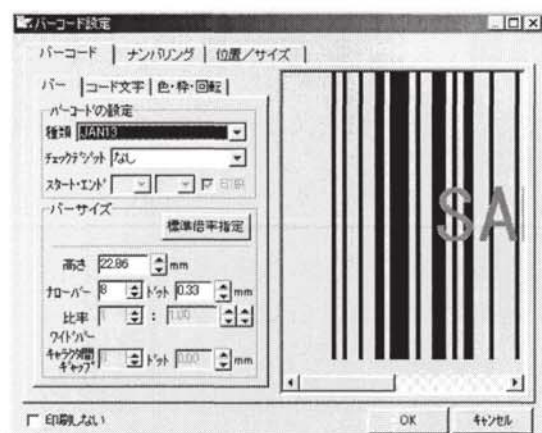 バーコード設定
バーコード ナンバリング 位置/サイズ
バー コード文字 色・枠・回転
バーコードの設定
種類 JAN13
チェックデジット なし
スタート・エンド 印刷
バーサイズ
標準倍率指定
高さ 22.86 mm
ナローバー 8 ドット 0.33 mm
比率 1 : 1.00
ワイドバー
キャラクタ間ギャップ 0 ドット 0.00 mm
SA
印刷しない OK キャンセル